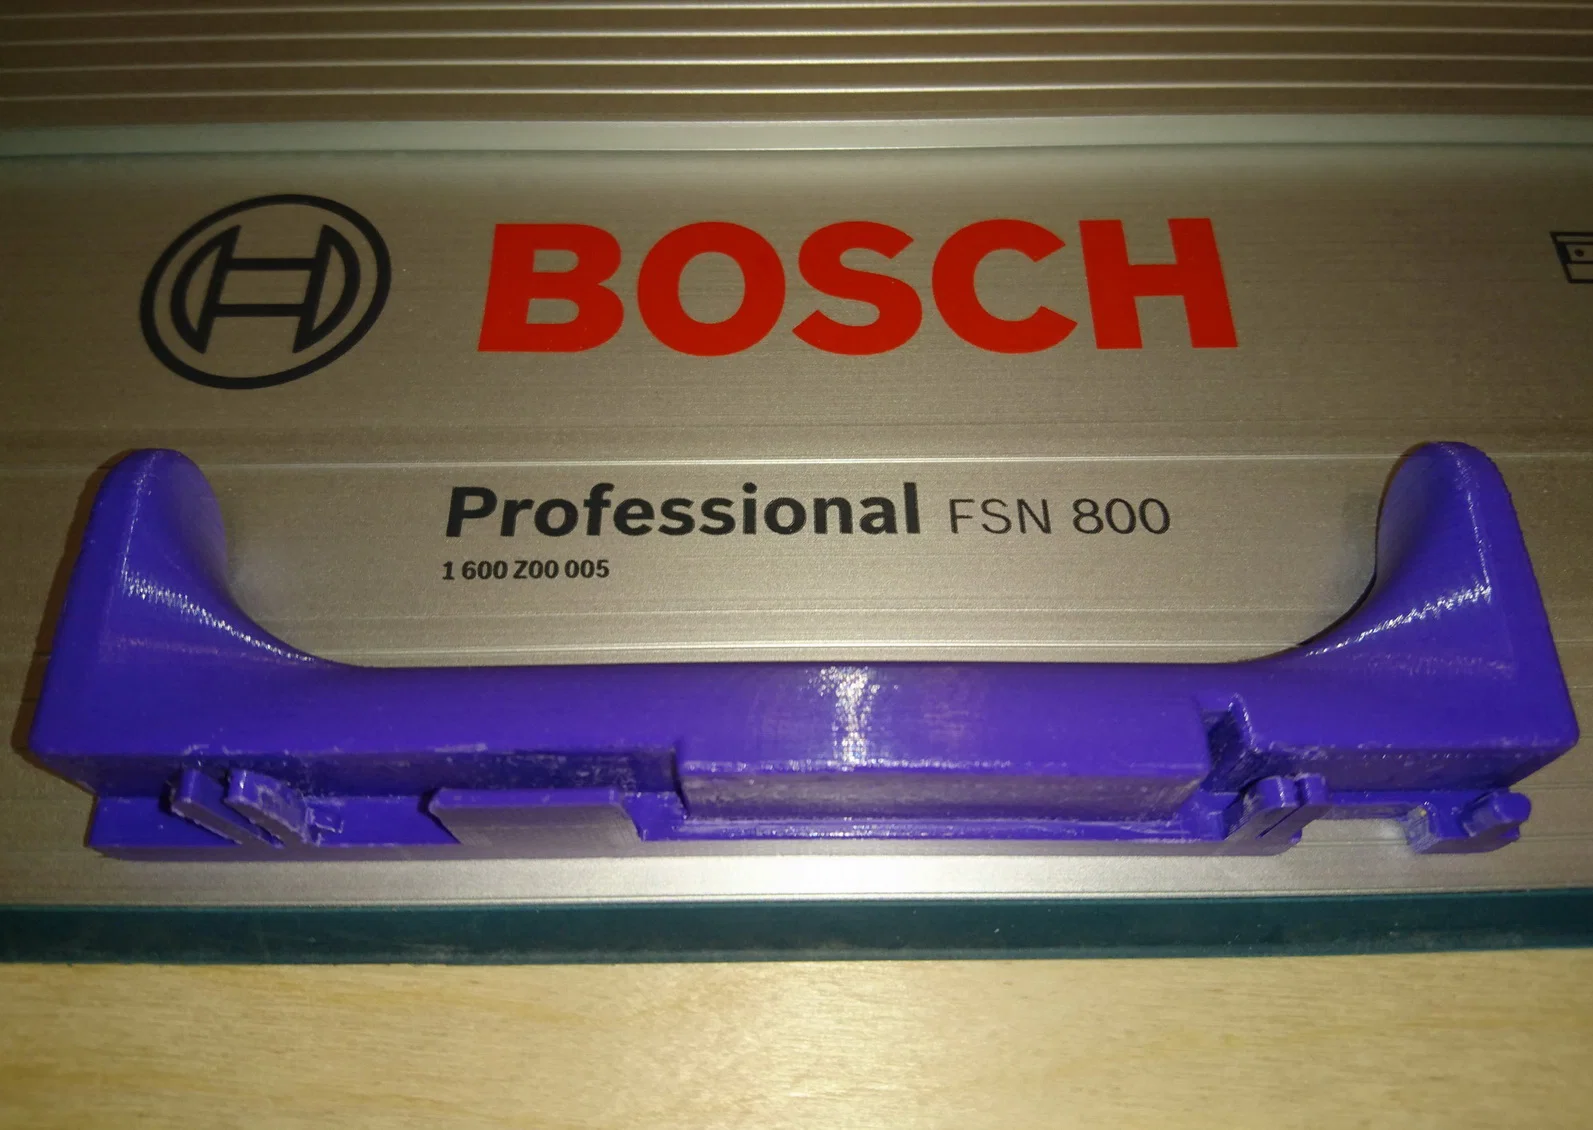 BOSCH
Professional FSN 800
1 600 Z00 005